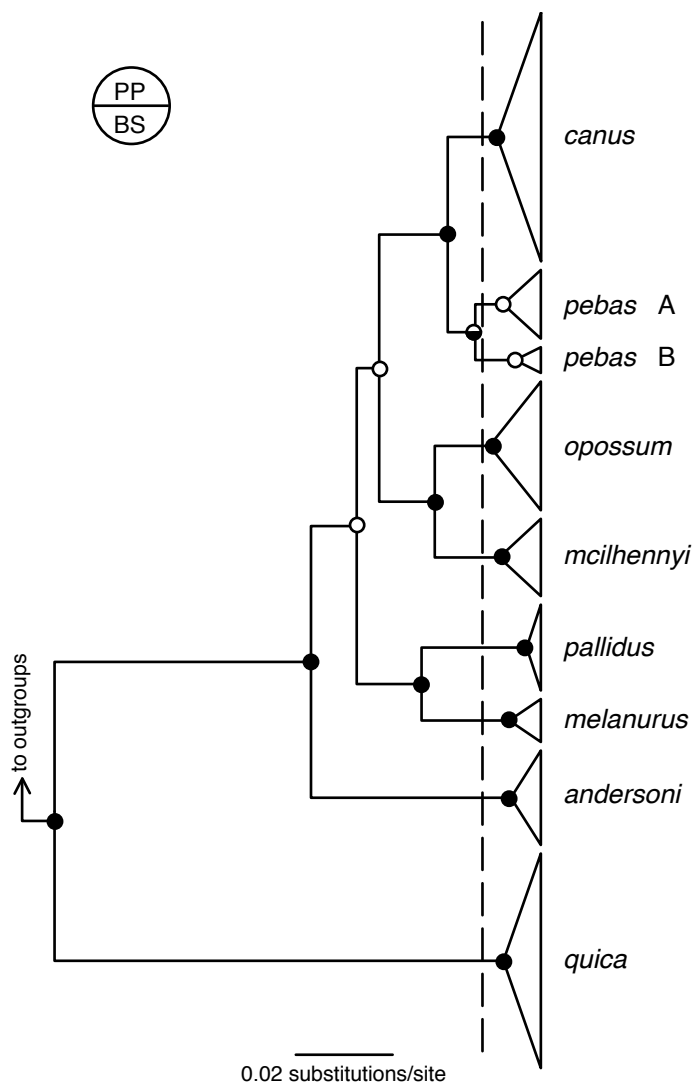 PP
BS
canus
pebas A
pebas B
opossum
mcilhennyi
pallidus
melanurus
andersoni
to outgroups
quica
0.02 substitutions/site